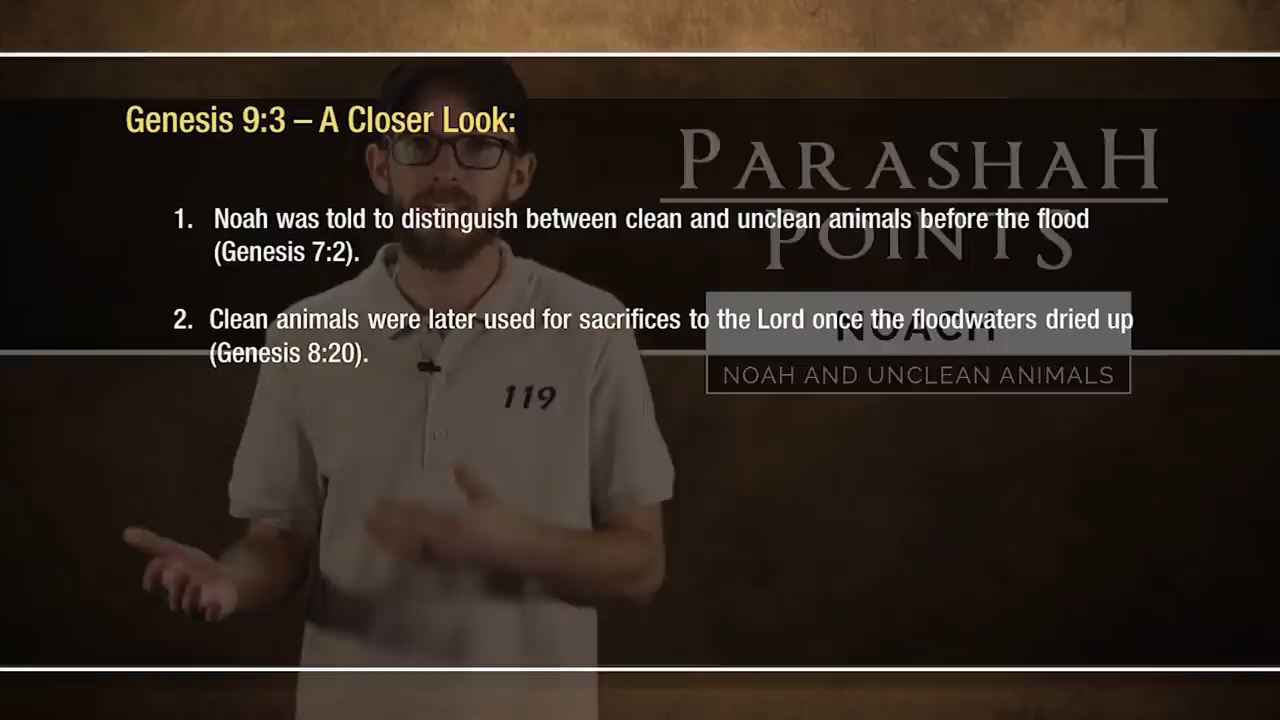 Genesis 9:3 – A Closer Look:
PARASHAH
1. Noah was told to distinguish between clean and unclean animals before the flood
(Genesis 7:2).
POINTS
2. Clean animals were later used for sacrifices to the Lord once the floodwaters dried up
(Genesis 8:20).
NOACH
NOAH AND UNCLEAN ANIMALS
119